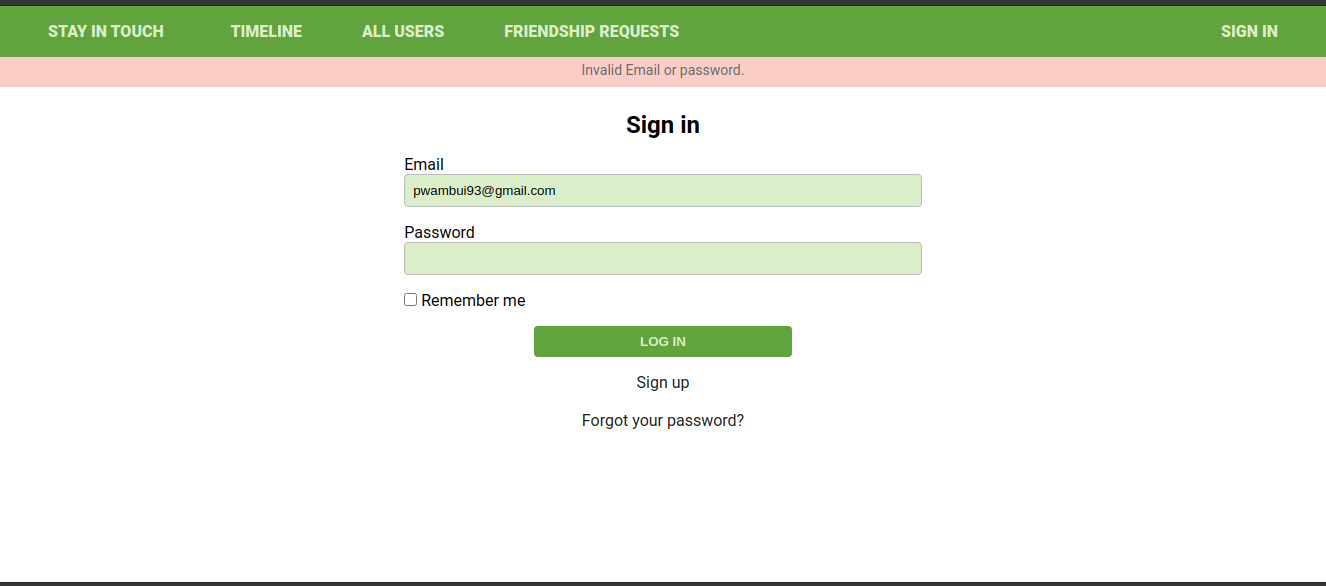 STAY IN TOUCH TIMELINE ALL USERS FRIENDSHIP REQUESTS SIGN IN
Invalid Email or password.
Sign in
Email
pwambui93@gmail.com
Password
Remember me
LOG IN
Sign up
Forgot your password?